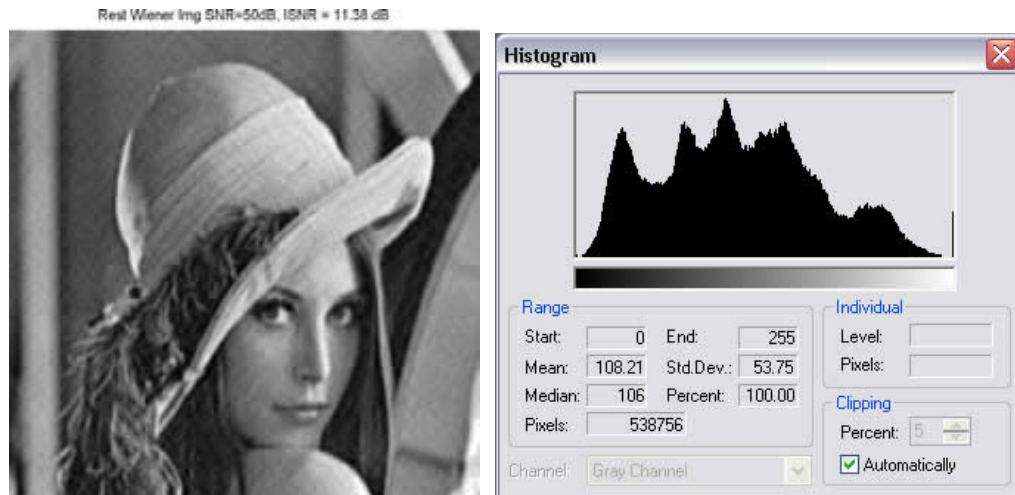 Rest Wiener Img SNR=50dB, ISNR = 11.38 dB
Histogram
Range
Start: 0 End: 255
Mean: 108.21 Std.Dev.: 53.75
Median: 106 Percent: 100.00
Pixels: 538756
Channel: Gray Channel
Individual
Level:
Pixels:
Clipping
Percent: 5
Automatically